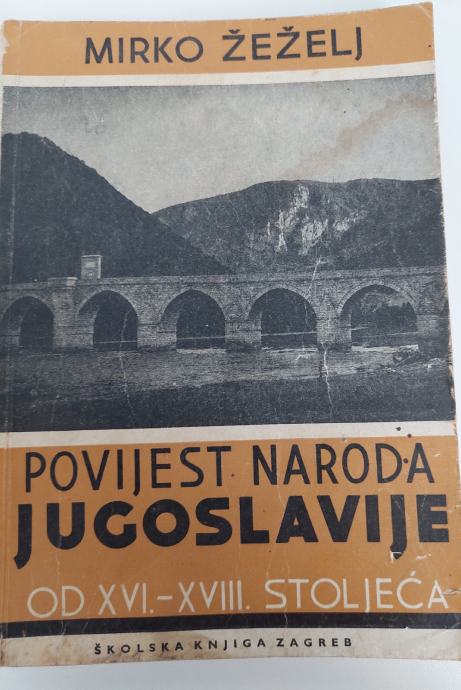 MIRKO ŽEŽELJ
POVIJEST NARODA
JUGOSLAVIJE
OD XVI.-XVIII. STOLJEĆA
ŠKOLSKA KNJIGA ZAGREB